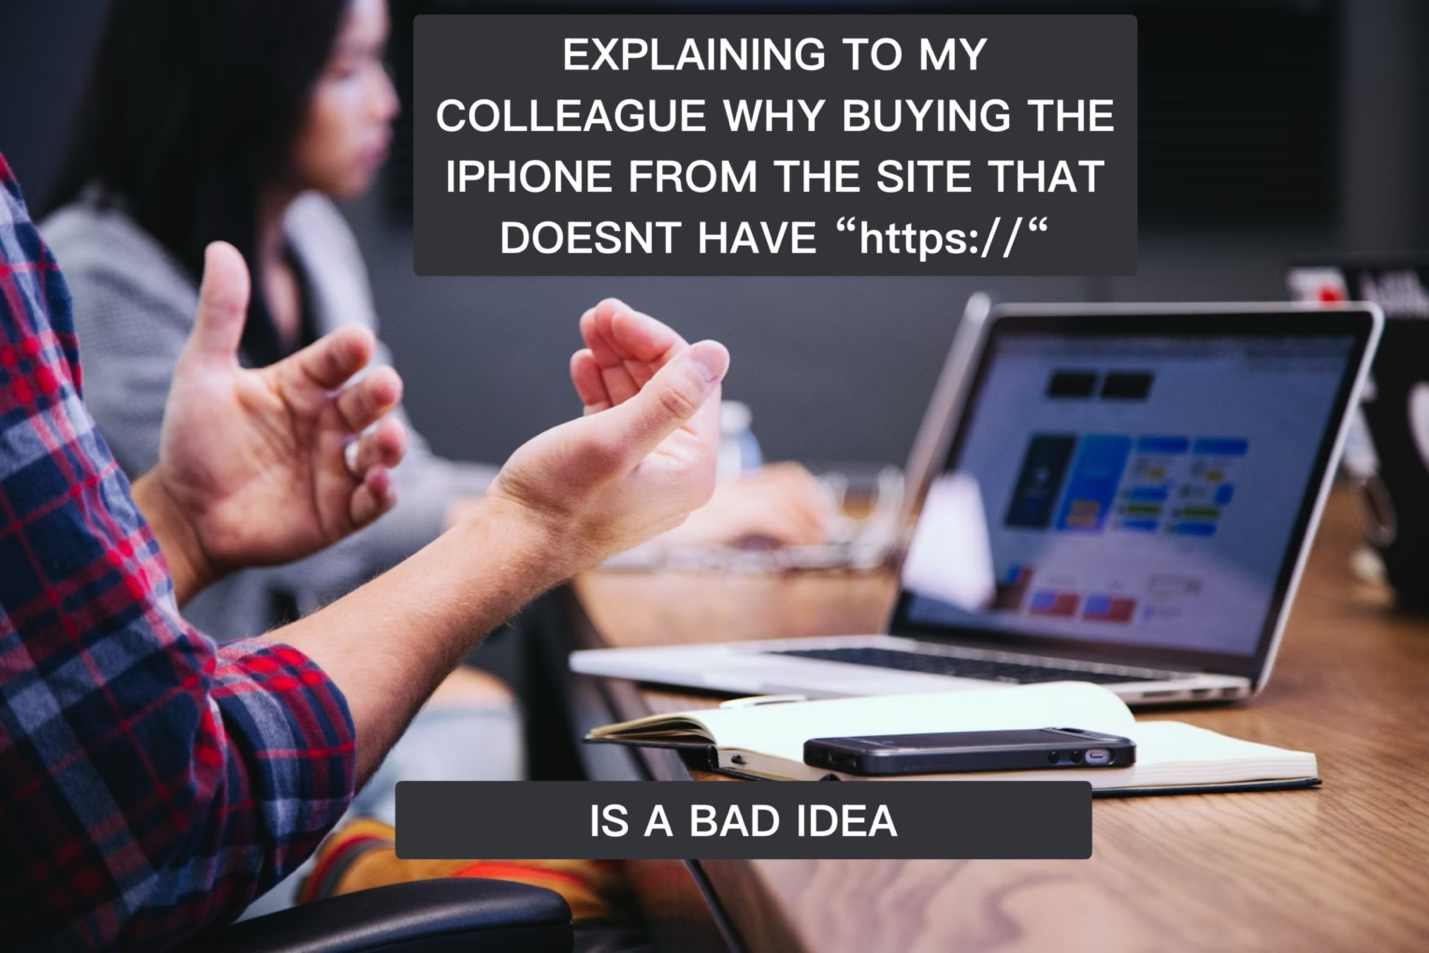 EXPLAINING TO MY
COLLEAGUE WHY BUYING THE
IPHONE FROM THE SITE THAT
DOESNT HAVE “https://“
IS A BAD IDEA